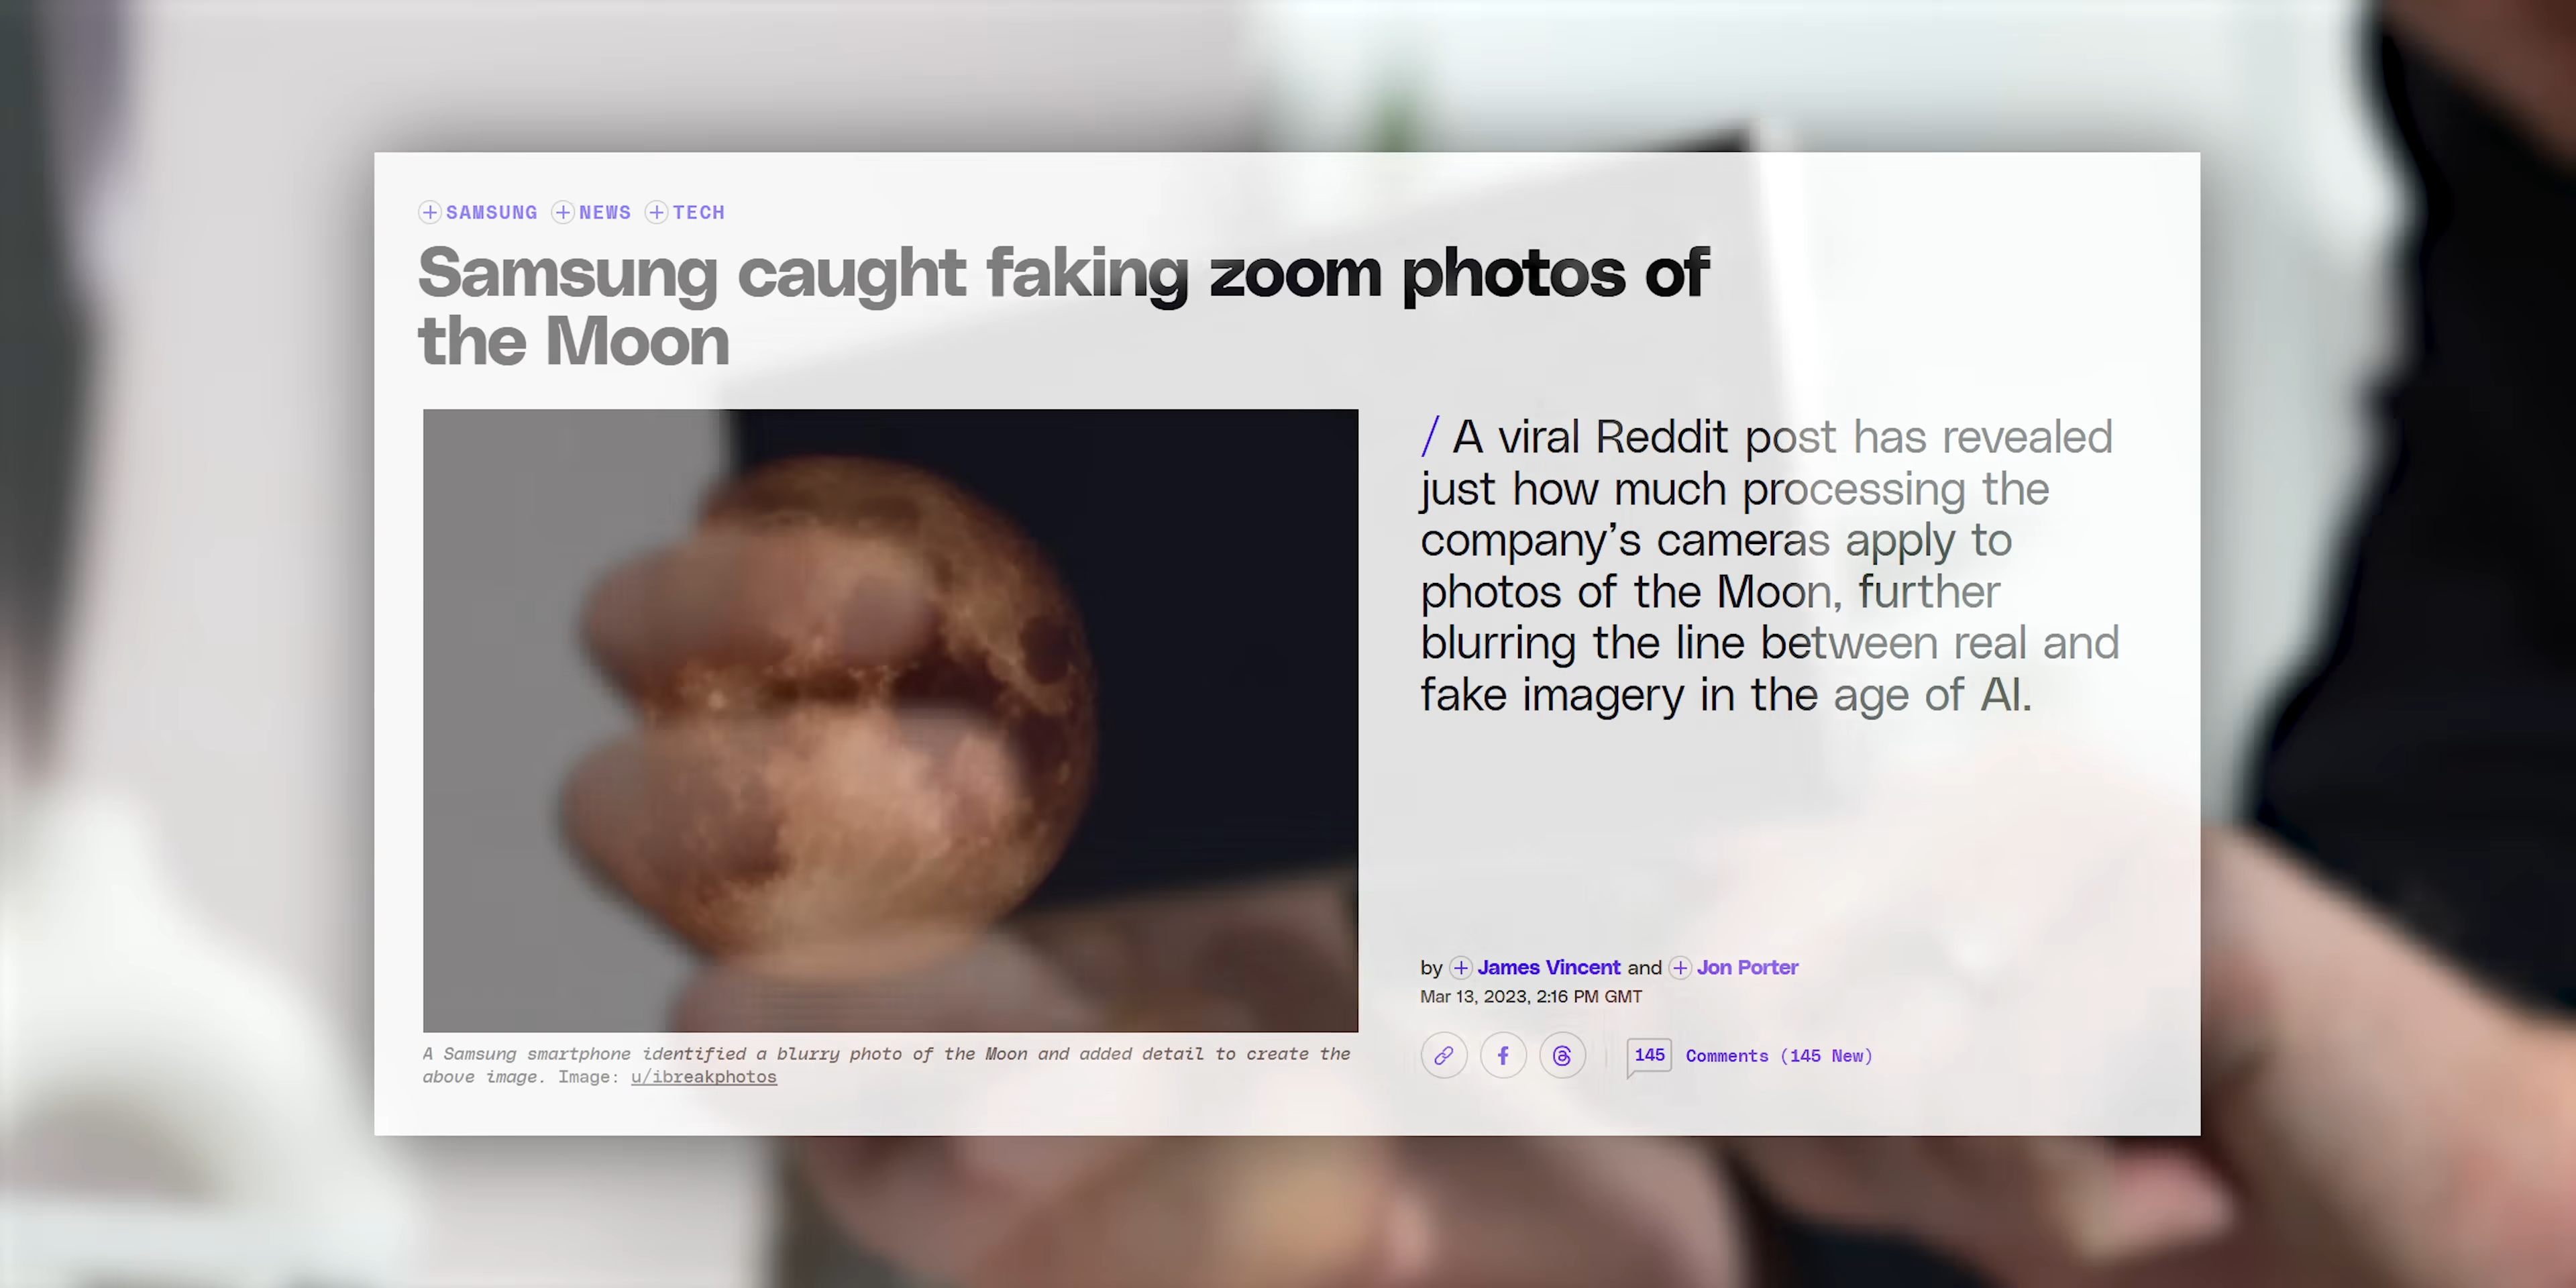 SAMSUNG NEWS TECH
Samsung caught faking zoom photos of
the Moon
/ A viral Reddit post has revealed
just how much processing the
company’s cameras apply to
photos of the Moon, further
blurring the line between real and
fake imagery in the age of AI.
by James Vincent and Jon Porter
Mar 13, 2023, 2:16 PM GMT
145 Comments (145 New)
A Samsung smartphone identified a blurry photo of the Moon and added detail to create the
above image. Image: u/ibreakphotos